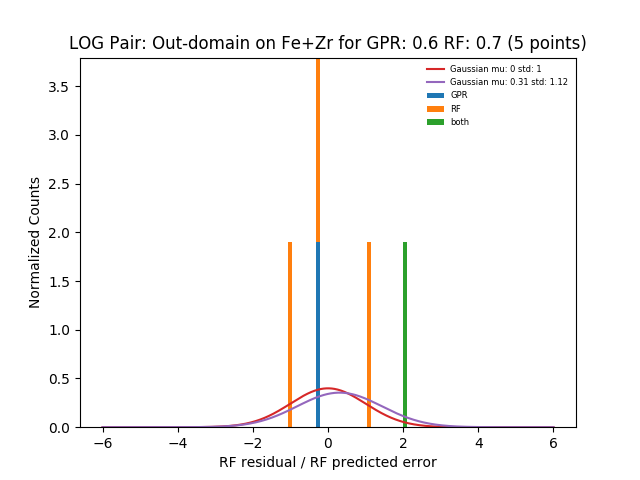 LOG Pair: Out-domain on Fe+Zr for GPR: 0.6 RF: 0.7 (5 points)
Gaussian mu: 0 std: 1
Gaussian mu: 0.31 std: 1.12
GPR
RF
both
Normalized Counts
3.5
3.0
2.5
2.0
1.5
1.0
0.5
0.0
−6 −4 −2 0 2 4 6
RF residual / RF predicted error